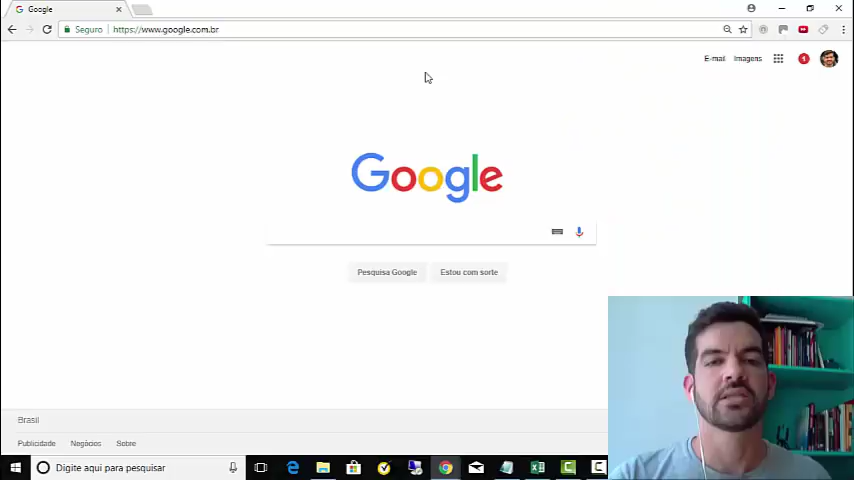 Google
Seguro
https://www.google.com.br
E-mail
Imagens
1
Google
Pesquisa Google
Estou com sorte
Brasil
Publicidade
Negócios
Sobre
Digite aqui para pesquisar